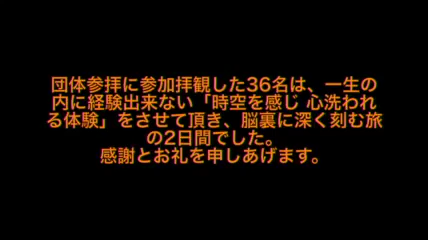 団体参拝に参加拝観した36名は、一生の
内に経験出来ない「時空を感じ 心洗われ
る体験」をさせて頂き、脳裏に深く刻む旅
の2日間でした。
感謝とお礼を申しあげます。